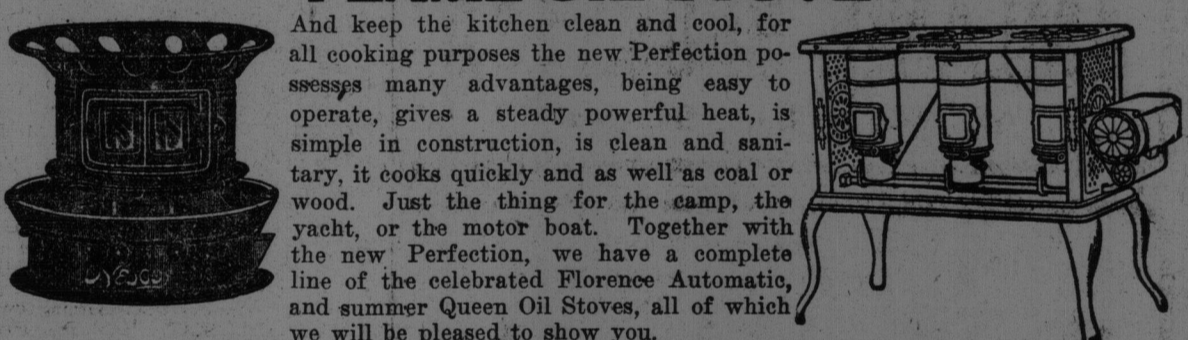 And keep the kitchen clean and cool, for
all cooking purposes the new Perfection po-
ssesses many advantages, being easy to
operate, gives a steady powerful heat, is
simple in construction, is clean and sani-
tary, it cooks quickly and as well as coal or
wood. Just the thing for the camp, the
yacht, or the motor boat. Together with
the new Perfection, we have a complete
line of the celebrated Florence Automatic,
and summer Queen Oil Stoves, all of which
we will be pleased to show you.
NESCO